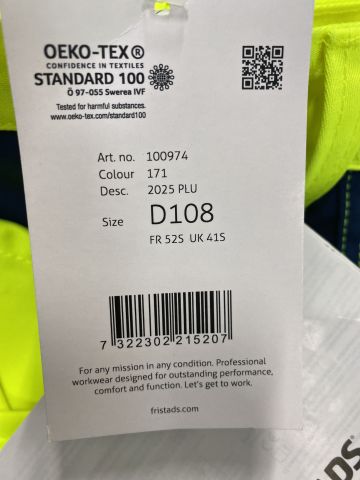 OEKO-TEX®
CONFIDENCE IN TEXTILES
STANDARD 100
Ö 97-055 Swerea IVF
Tested for harmful substances.
www.oeko-tex.com/standard100
Art. no. 100974
Colour 171
Desc. 2025 PLU
Size D108
FR 52S UK 41S
7 322302 215207
For any mission in any condition. Professional
workwear designed for outstanding performance,
comfort and function. Let's get to work.
fristads.com